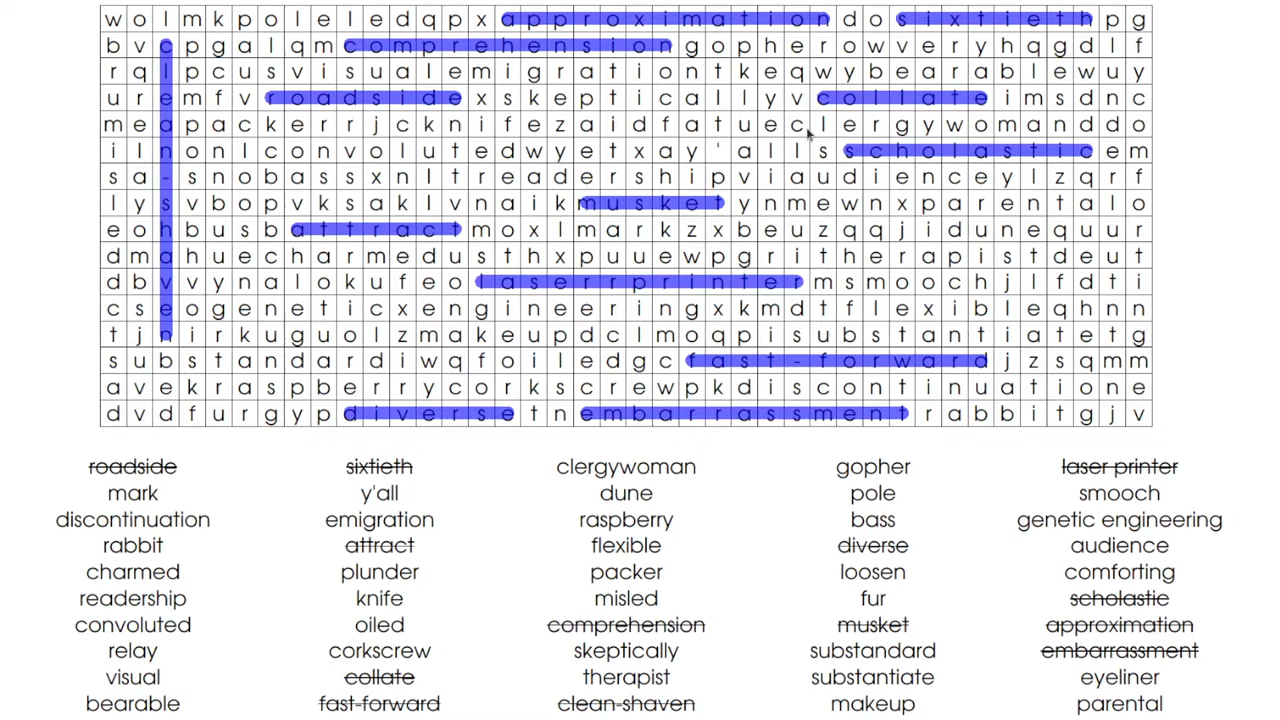 w o l m k p o l e l e d q p x a p p r o x i m a t i o n d o s i x t i e t h p g
b v c p g a l q m c o m p r e h e n s i o n g o p h e r o w v e r y h q g d l f
r q l p c u s v i s u a l e m i g r a t i o n t k e q w y b e a r a b l e w u y
u r e m f v r o a d s i d e x s k e p t i c a l l y v c o l l a t e i m s d n c
m e a p a c k e r r j c k n i f e z a i d f a t u e c l e r g y w o m a n d d o
i l n o n l c o n v o l u t e d w y e t x a y ' a l l s s c h o l a s t i c e m
s a - s n o b a s s x n l t r e a d e r s h i p v i a u d i e n c e y l z q r f
l y s v b o p v k s a k l v n a i k m u s k e t y n m e w n x p a r e n t a l o
e o h b u s b a t t r a c t m o x l m a r k z x b e u z q q j i d u n e q u u r
d m a h u e c h a r m e d u s t h x p u u e w p g r i t h e r a p i s t d e u t
d b v v y n a l o k u f e o l a s e r r p r i n t e r m s m o o c h j l f d t i
c s e o g e n e t i c x e n g i n e e r i n g x k m d t f l e x i b l e q h n n
t j n i r k u g u o l z m a k e u p d c l m o q p i s u b s t a n t i a t e t g
s u b s t a n d a r d i w q f o i l e d g c f a s t - f o r w a r d j z s q m m
a v e k r a s p b e r r y c o r k s c r e w p k d i s c o n t i n u a t i o n e
d v d f u r g y p d i v e r s e t n e m b a r r a s s m e n t r a b b i t g j v
roadside sixtieth clergywoman gopher laser printer
mark y'all dune pole smooch
discontinuation emigration raspberry bass genetic engineering
rabbit attract flexible diverse audience
charmed plunder packer loosen comforting
readership knife misled fur scholastic
convoluted oiled comprehension musket approximation
relay corkscrew skeptically substandard embarrassment
visual collate therapist substantiate eyeliner
bearable fast-forward clean-shaven makeup parental